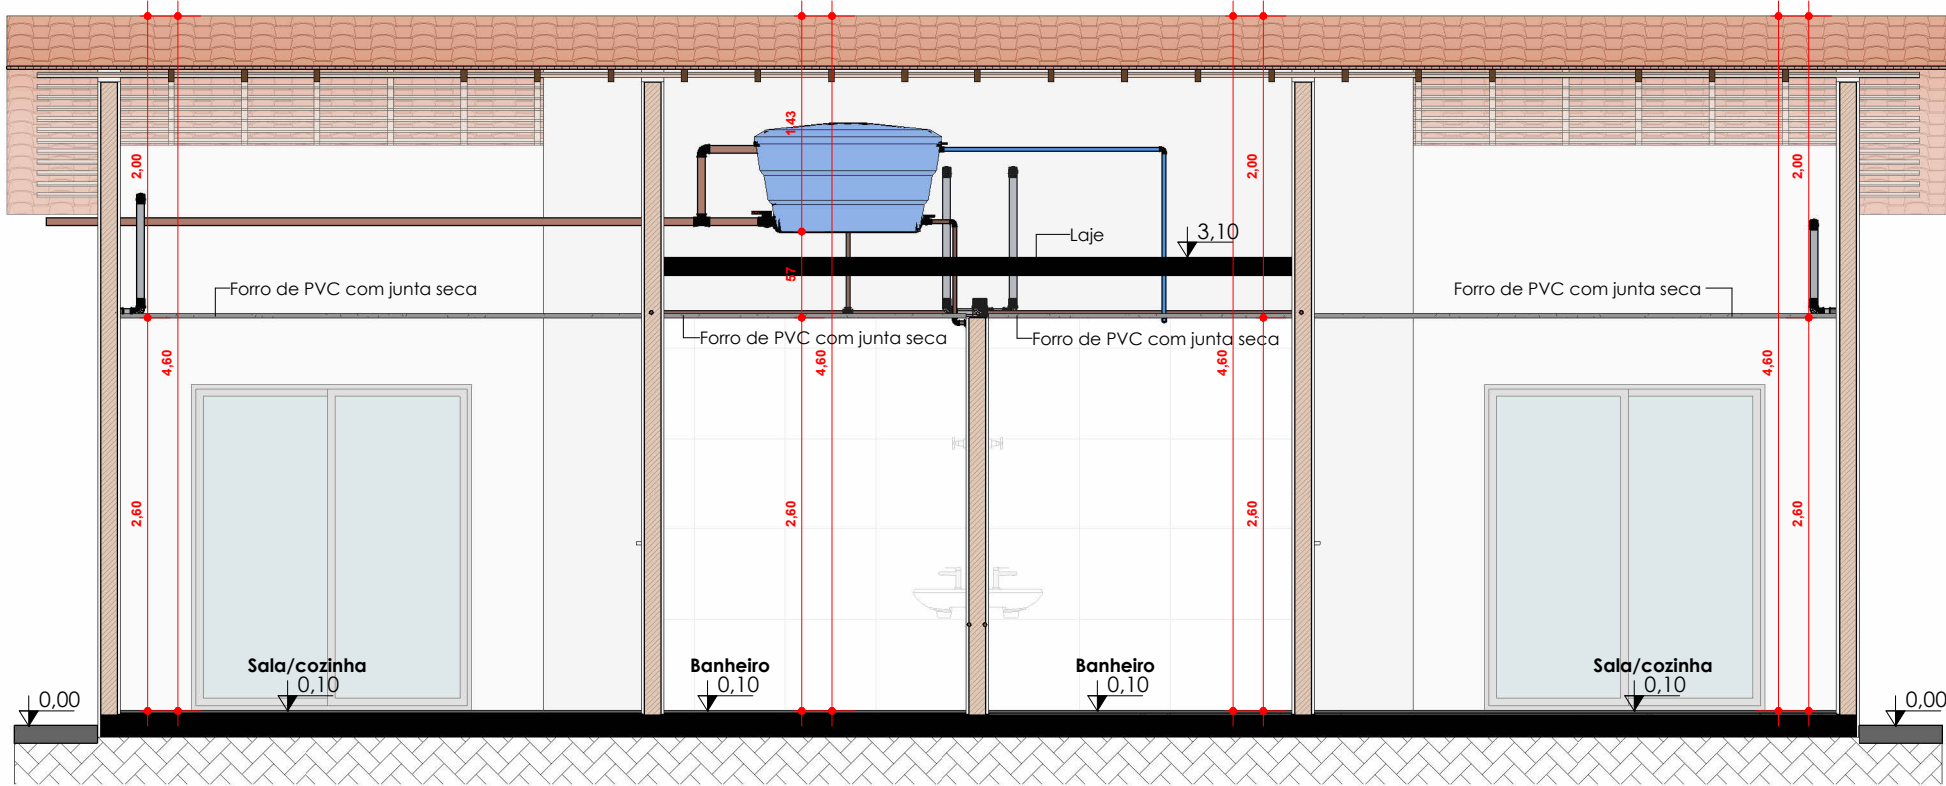 1,43
2,00
2,00
2,00
Laje
3,10
57
Forro de PVC com junta seca
Forro de PVC com junta seca
Forro de PVC com junta seca
Forro de PVC com junta seca
4,60
4,60
4,60
4,60
2,60
2,60
2,60
2,60
Sala/cozinha
0,10
Banheiro
0,10
Banheiro
0,10
Sala/cozinha
0,10
0,00
0,00